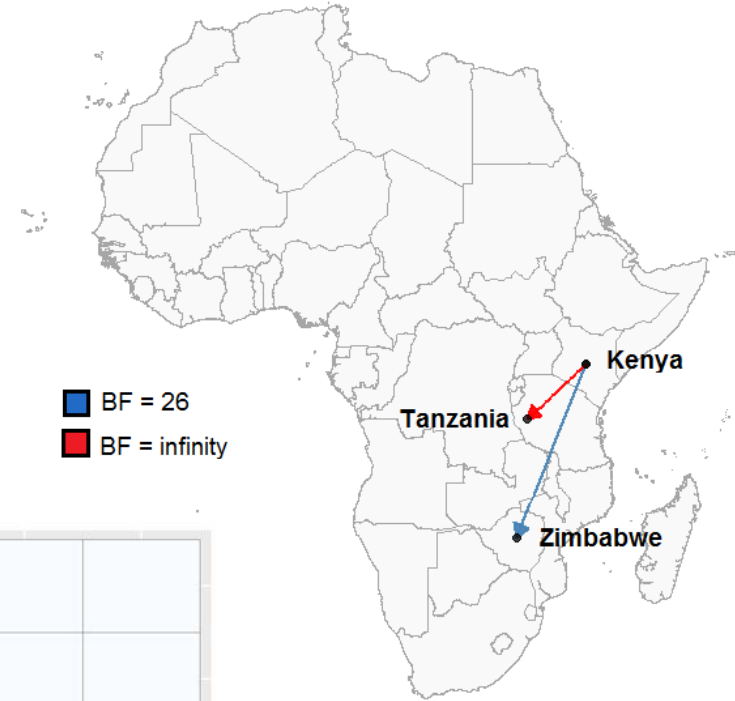 Kenya
BF = 26
Tanzania
BF = infinity
Zimbabwe